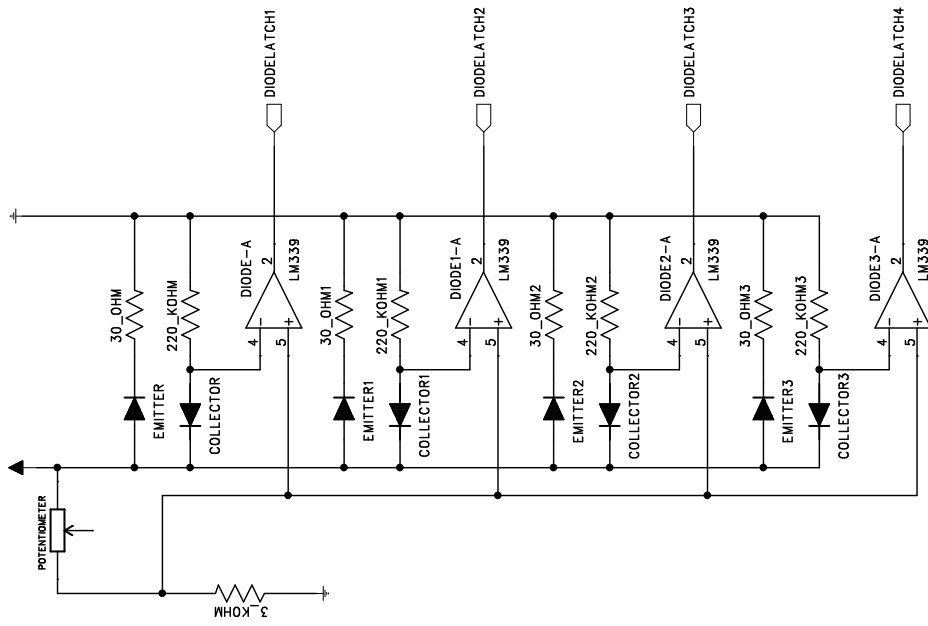 DIODELATCH1
DIODELATCH2
DIODELATCH3
DIODELATCH4
30_OHM
220_KOHM
DIODE-A
LM339
2
4
5
-
+
EMITTER
COLLECTOR
30_OHM1
220_KOHM1
DIODE1-A
LM339
2
4
5
-
+
EMITTER1
COLLECTOR1
30_OHM2
220_KOHM2
DIODE2-A
LM339
2
4
5
-
+
EMITTER2
COLLECTOR2
30_OHM3
220_KOHM3
DIODE3-A
LM339
2
4
5
-
+
EMITTER3
COLLECTOR3
POTENTIOMETER
3_KOHM